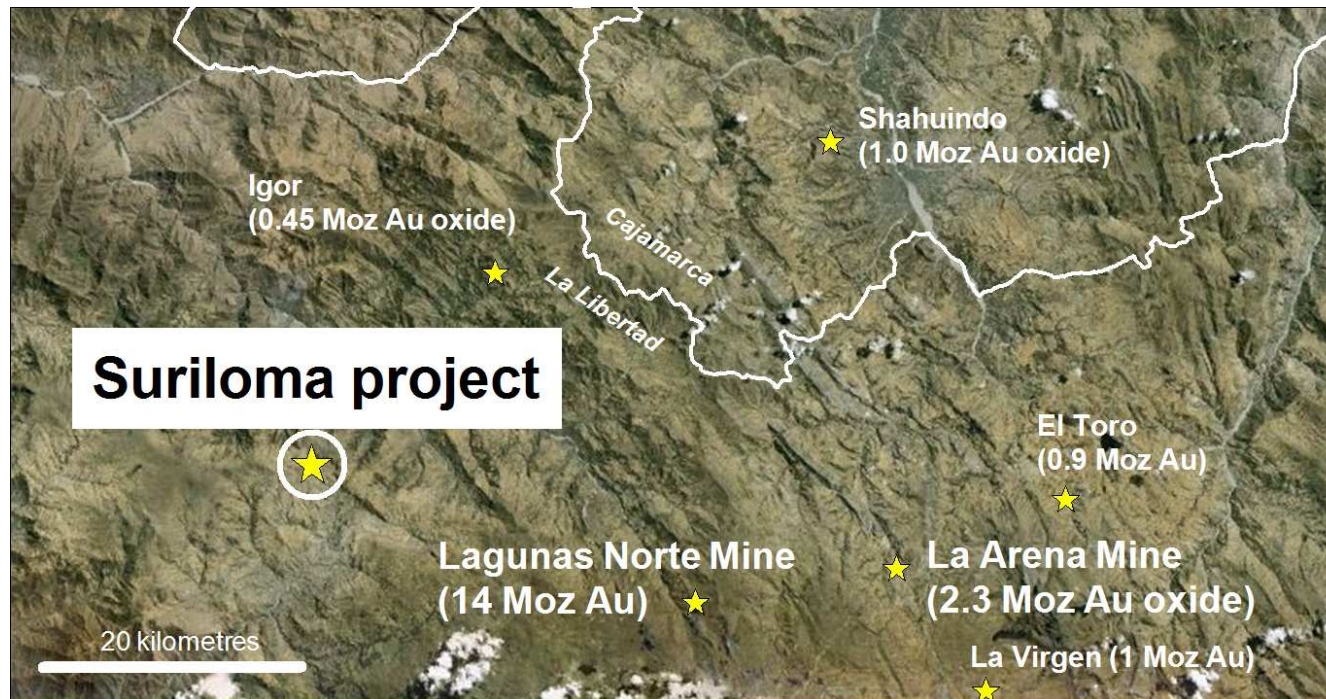 Shahuindo
(1.0 Moz Au oxide)
Igor
(0.45 Moz Au oxide)
Cajamarca
La Libertad
Suriloma project
El Toro
(0.9 Moz Au)
Lagunas Norte Mine
(14 Moz Au)
La Arena Mine
(2.3 Moz Au oxide)
20 kilometres
La Virgen (1 Moz Au)